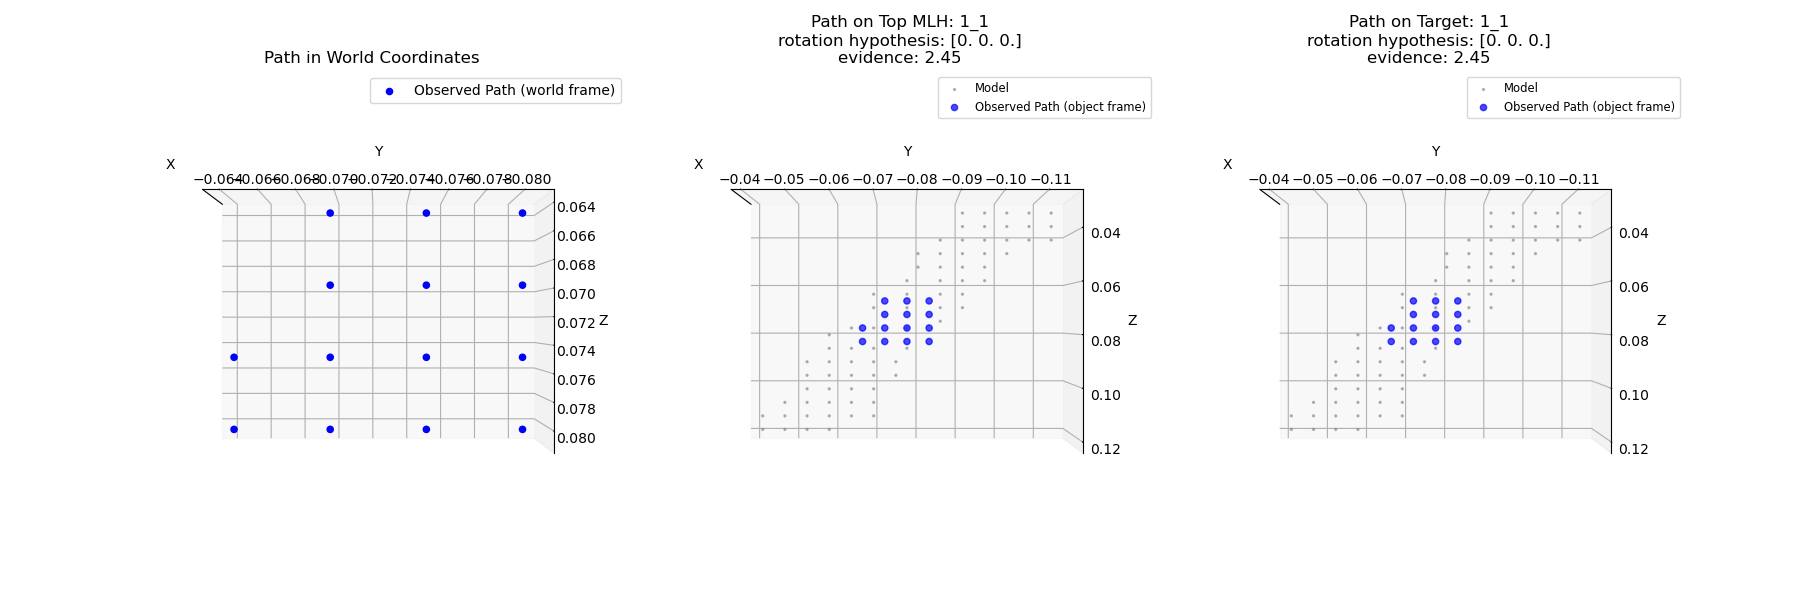 Path in World Coordinates
Observed Path (world frame)
X
Y
−0.064 −0.066 −0.068 −0.070 −0.072 −0.074 −0.076 −0.078 −0.080
0.064
0.066
0.068
0.070
0.072
Z
0.074
0.076
0.078
0.080
Path on Top MLH: 1_1
rotation hypothesis: [0. 0. 0.]
evidence: 2.45
Model
Observed Path (object frame)
X
Y
−0.04 −0.05 −0.06 −0.07 −0.08 −0.09 −0.10 −0.11
0.04
0.06
Z
0.08
0.10
0.12
Path on Target: 1_1
rotation hypothesis: [0. 0. 0.]
evidence: 2.45
Model
Observed Path (object frame)
X
Y
−0.04 −0.05 −0.06 −0.07 −0.08 −0.09 −0.10 −0.11
0.04
0.06
Z
0.08
0.10
0.12